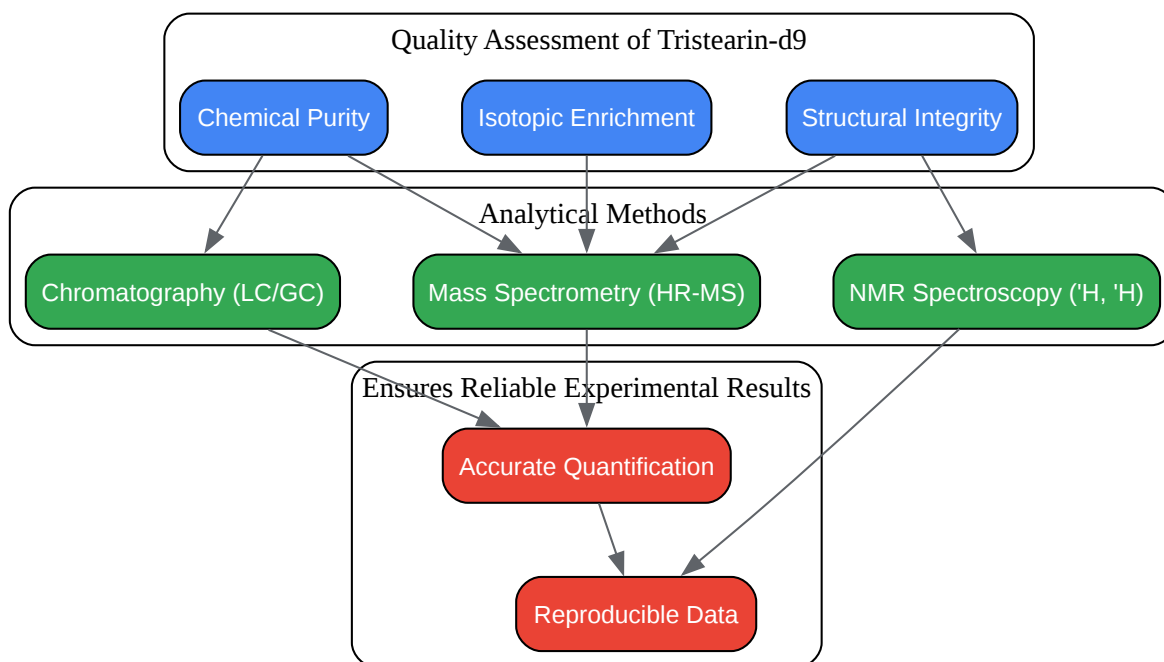 Quality Assessment of Tristearin-d9
Chemical Purity
Isotopic Enrichment
Structural Integrity
Analytical Methods
Chromatography (LC/GC)
Mass Spectrometry (HR-MS)
NMR Spectroscopy ('H, 'H)
Ensures Reliable Experimental Results
Accurate Quantification
Reproducible Data